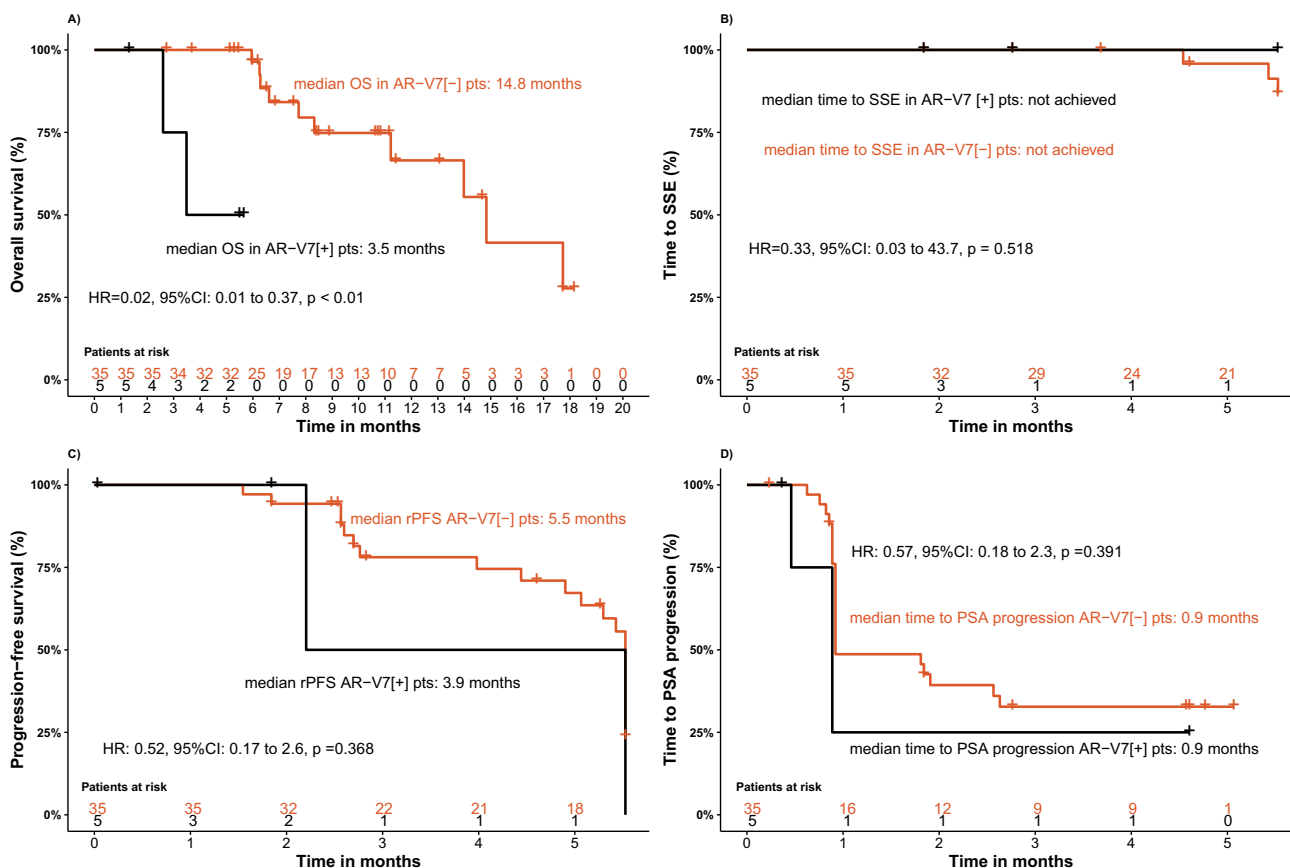 A)
Overall survival (%)
100%
75%
50%
25%
0%
median OS in AR−V7[−] pts: 14.8 months
median OS in AR−V7[+] pts: 3.5 months
HR=0.02, 95%CI: 0.01 to 0.37, p < 0.01
Patients at risk
35 35 35 34 32 32 25 19 17 13 13 10 7 7 5 3 3 3 1 0 0
5 5 4 3 2 2 0 0 0 0 0 0 0 0 0 0 0 0 0 0 0
0 1 2 3 4 5 6 7 8 9 10 11 12 13 14 15 16 17 18 19 20
Time in months
B)
Time to SSE (%)
100%
75%
50%
25%
0%
median time to SSE in AR−V7 [+] pts: not achieved
median time to SSE in AR−V7[−] pts: not achieved
HR=0.33, 95%CI: 0.03 to 43.7, p = 0.518
Patients at risk
35 35 32 29 24 21
5 5 3 1 1 1
0 1 2 3 4 5
Time in months
C)
Progression−free survival (%)
100%
75%
50%
25%
0%
median rPFS AR−V7[−] pts: 5.5 months
median rPFS AR−V7[+] pts: 3.9 months
HR: 0.52, 95%CI: 0.17 to 2.6, p =0.368
Patients at risk
35 35 32 22 21 18
5 3 2 1 1 1
0 1 2 3 4 5
Time in months
D)
Time to PSA progression (%)
100%
75%
50%
25%
0%
HR: 0.57, 95%CI: 0.18 to 2.3, p =0.391
median time to PSA progression AR−V7[−] pts: 0.9 months
median time to PSA progression AR−V7[+] pts: 0.9 months
Patients at risk
35 16 12 9 9 1
5 1 1 1 1 0
0 1 2 3 4 5
Time in months